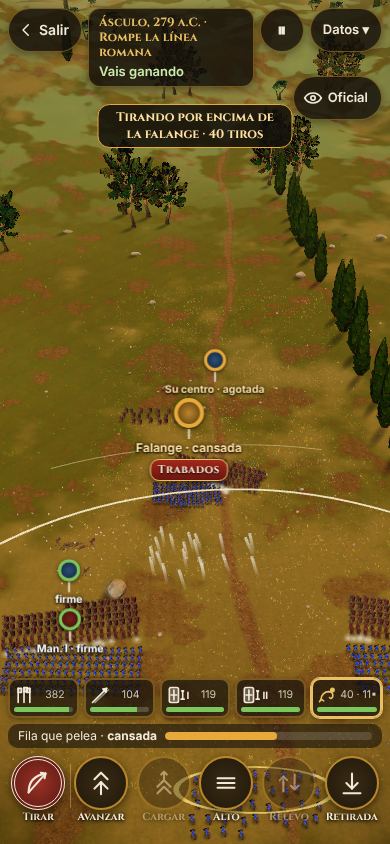 Salir
ÁSCULO, 279 A.C. ·
ROMPE LA LÍNEA
ROMANA
Vais ganando
Datos ▾
Oficial
TIRANDO POR ENCIMA DE
LA FALANGE · 40 TIROS
Su centro · agotada
Falange · cansada
TRABADOS
firme
Man. I · firme
382
104
I 119
II 119
40 · 11▪
Fila que pelea · cansada
TIRAR
AVANZAR
CARGAR
ALTO
RELEVO
RETIRADA